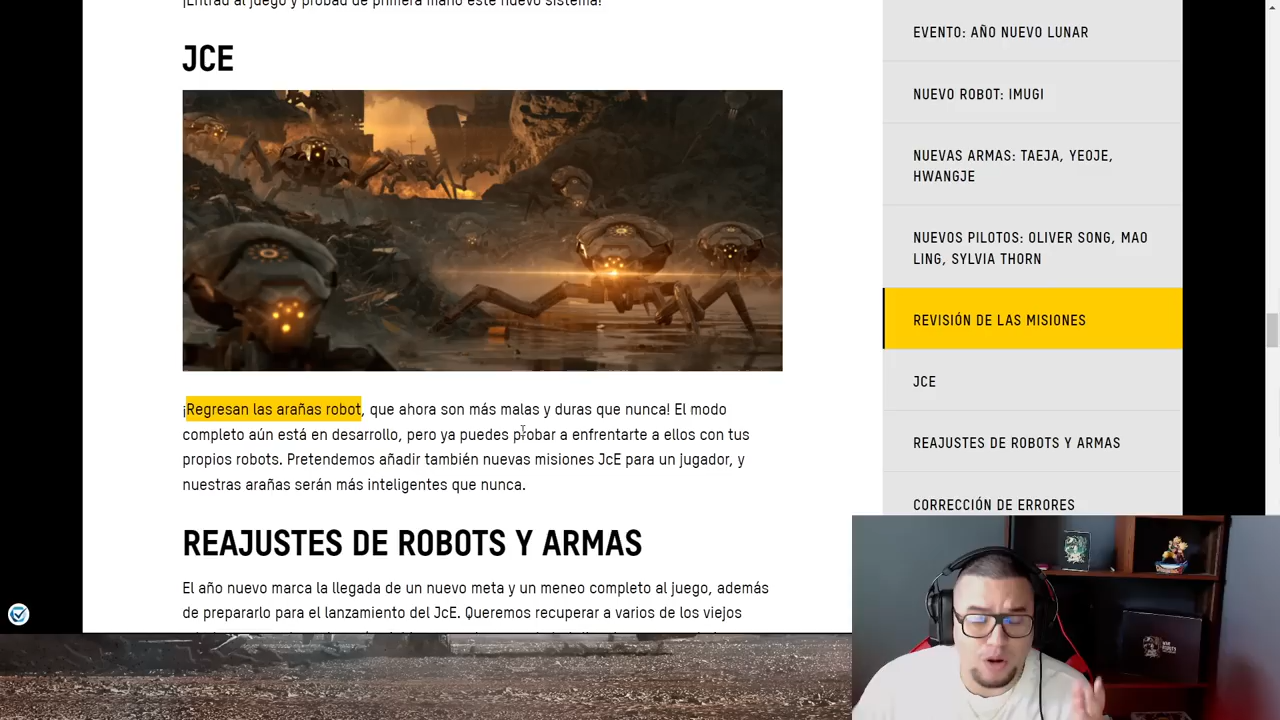 ¡Entrad al juego y probad de primera mano este nuevo sistema!
JCE
¡Regresan las arañas robot, que ahora son más malas y duras que nunca! El modo
completo aún está en desarrollo, pero ya puedes probar a enfrentarte a ellos con tus
propios robots. Pretendemos añadir también nuevas misiones JcE para un jugador, y
nuestras arañas serán más inteligentes que nunca.
REAJUSTES DE ROBOTS Y ARMAS
El año nuevo marca la llegada de un nuevo meta y un meneo completo al juego, además
de prepararlo para el lanzamiento del JcE. Queremos recuperar a varios de los viejos
EVENTO: AÑO NUEVO LUNAR
NUEVO ROBOT: IMUGI
NUEVAS ARMAS: TAEJA, YEOJE,
HWANGJE
NUEVOS PILOTOS: OLIVER SONG, MAO
LING, SYLVIA THORN
REVISIÓN DE LAS MISIONES
JCE
REAJUSTES DE ROBOTS Y ARMAS
CORRECCIÓN DE ERRORES